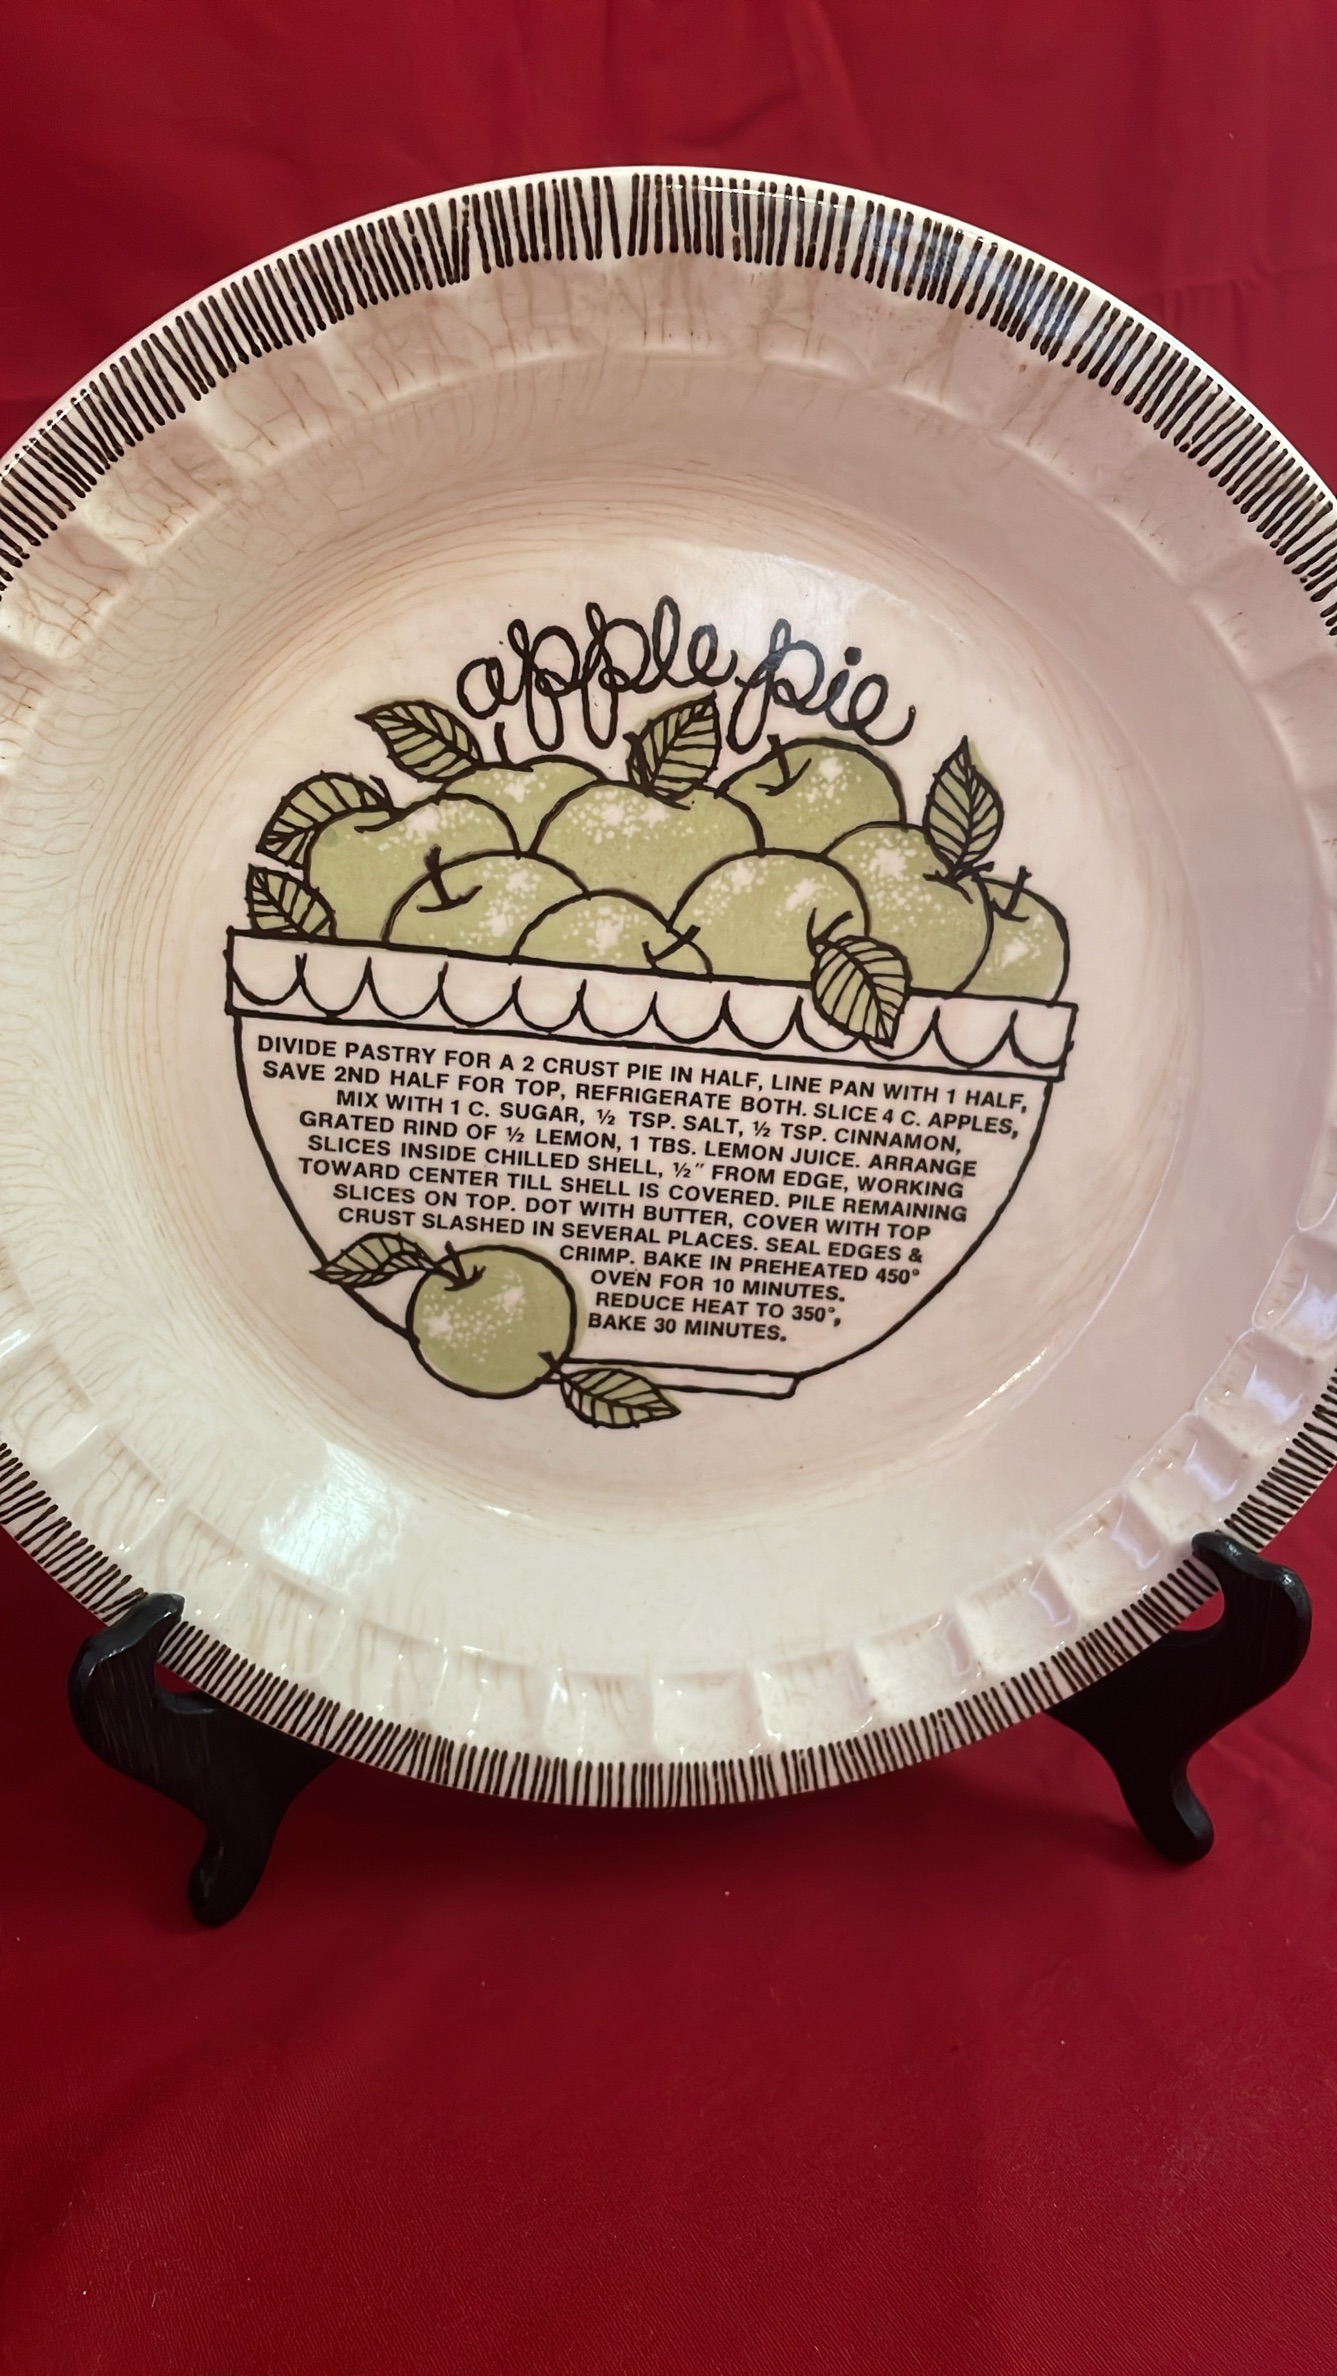 apple pie
DIVIDE PASTRY FOR A 2 CRUST PIE IN HALF, LINE PAN WITH 1 HALF,
SAVE 2ND HALF FOR TOP, REFRIGERATE BOTH. SLICE 4 C. APPLES,
MIX WITH 1 C. SUGAR, ½ TSP. SALT, ½ TSP. CINNAMON,
GRATED RIND OF ½ LEMON, 1 TBS. LEMON JUICE. ARRANGE
SLICES INSIDE CHILLED SHELL, ½" FROM EDGE, WORKING
TOWARD CENTER TILL SHELL IS COVERED. PILE REMAINING
SLICES ON TOP. DOT WITH BUTTER, COVER WITH TOP
CRUST SLASHED IN SEVERAL PLACES. SEAL EDGES &
CRIMP. BAKE IN PREHEATED 450°
OVEN FOR 10 MINUTES.
REDUCE HEAT TO 350°,
BAKE 30 MINUTES.